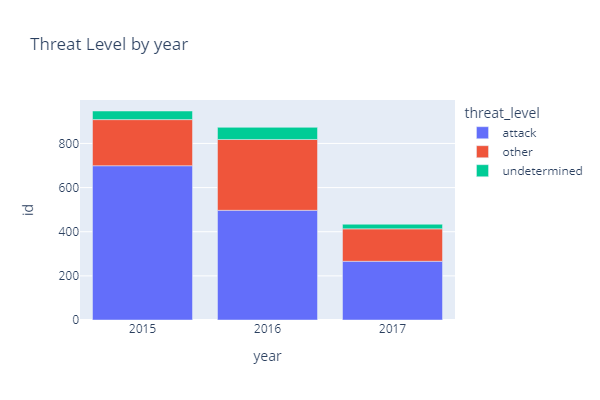 Threat Level by year
threat_level
attack
other
undetermined
800
600
400
200
0
id
2015 2016 2017
year